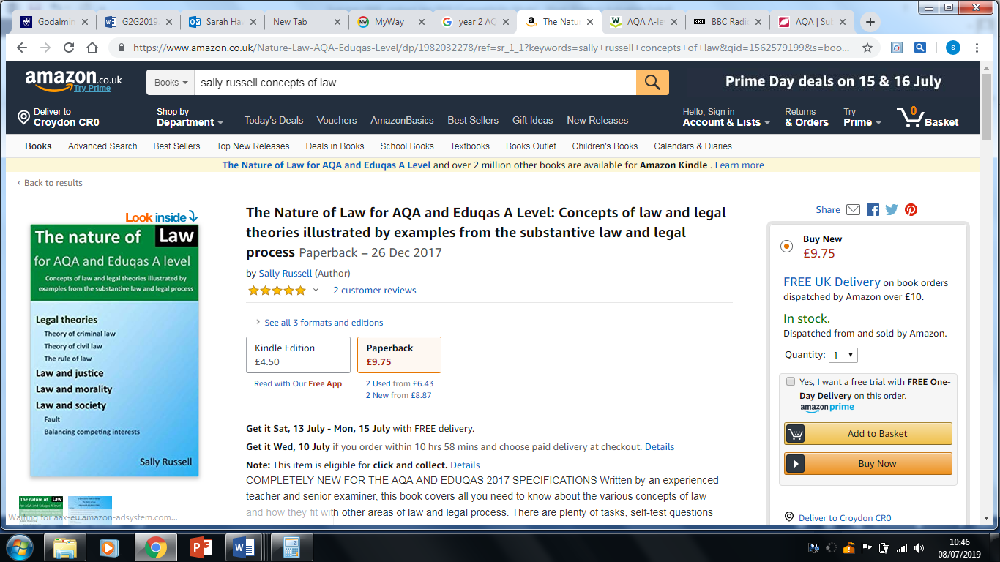 Godalmin
G2G2019.
Sarah Ha
New Tab
MyWay
year 2 AQ
The Natu
AQA A-le
BBC Radi
AQA | Sub
https://www.amazon.co.uk/Nature-Law-AQA-Eduqas-Level/dp/1982032278/ref=sr_1_1?keywords=sally+russell+concepts+of+law&qid=1562579199&s=boo...
S
amazon.co.uk
Try Prime
Books
sally russell concepts of law
Prime Day deals on 15 & 16 July
Deliver to
Croydon CR0
Shop by
Department
Today's Deals Vouchers AmazonBasics Best Sellers Gift Ideas New Releases
Hello, Sign in
Account & Lists
Returns
& Orders
Try
Prime
0
Basket
Books Advanced Search Best Sellers Top New Releases Deals in Books School Books Textbooks Books Outlet Children's Books Calendars & Diaries
The Nature of Law for AQA and Eduqas A Level and over 2 million other books are available for Amazon Kindle . Learn more
‹ Back to results
Look inside
The nature of Law
for AQA and Eduqas A level
Concepts of law and legal theories illustrated by
examples from the substantive law and legal process
Legal theories
Theory of criminal law
Theory of civil law
The rule of law
Law and justice
Law and morality
Law and society
Fault
Balancing competing interests
Sally Russell
The Nature of Law for AQA and Eduqas A Level: Concepts of law and legal
theories illustrated by examples from the substantive law and legal
process Paperback – 26 Dec 2017
by Sally Russell (Author)
2 customer reviews
› See all 3 formats and editions
Kindle Edition
£4.50
Read with Our Free App
Paperback
£9.75
2 Used from £6.43
2 New from £8.87
Get it Sat, 13 July - Mon, 15 July with FREE delivery.
Get it Wed, 10 July if you order within 10 hrs 58 mins and choose paid delivery at checkout. Details
Note: This item is eligible for click and collect. Details
COMPLETELY NEW FOR THE AQA AND EDUQAS 2017 SPECIFICATIONS Written by an experienced
teacher and senior examiner, this book covers all you need to know about the various concepts of law
and how they fit with other areas of law and legal process. There are plenty of tasks, self-test questions
Share
Buy New
£9.75
FREE UK Delivery on book orders
dispatched by Amazon over £10.
In stock.
Dispatched from and sold by Amazon.
Quantity: 1
Yes, I want a free trial with FREE One-
Day Delivery on this order.
amazon prime
Add to Basket
Buy Now
Deliver to Croydon CR0
The nature of Law
for AQA and Eduqas A level
Waiting for aax-eu.amazon-adsystem.com...
10:46
08/07/2019